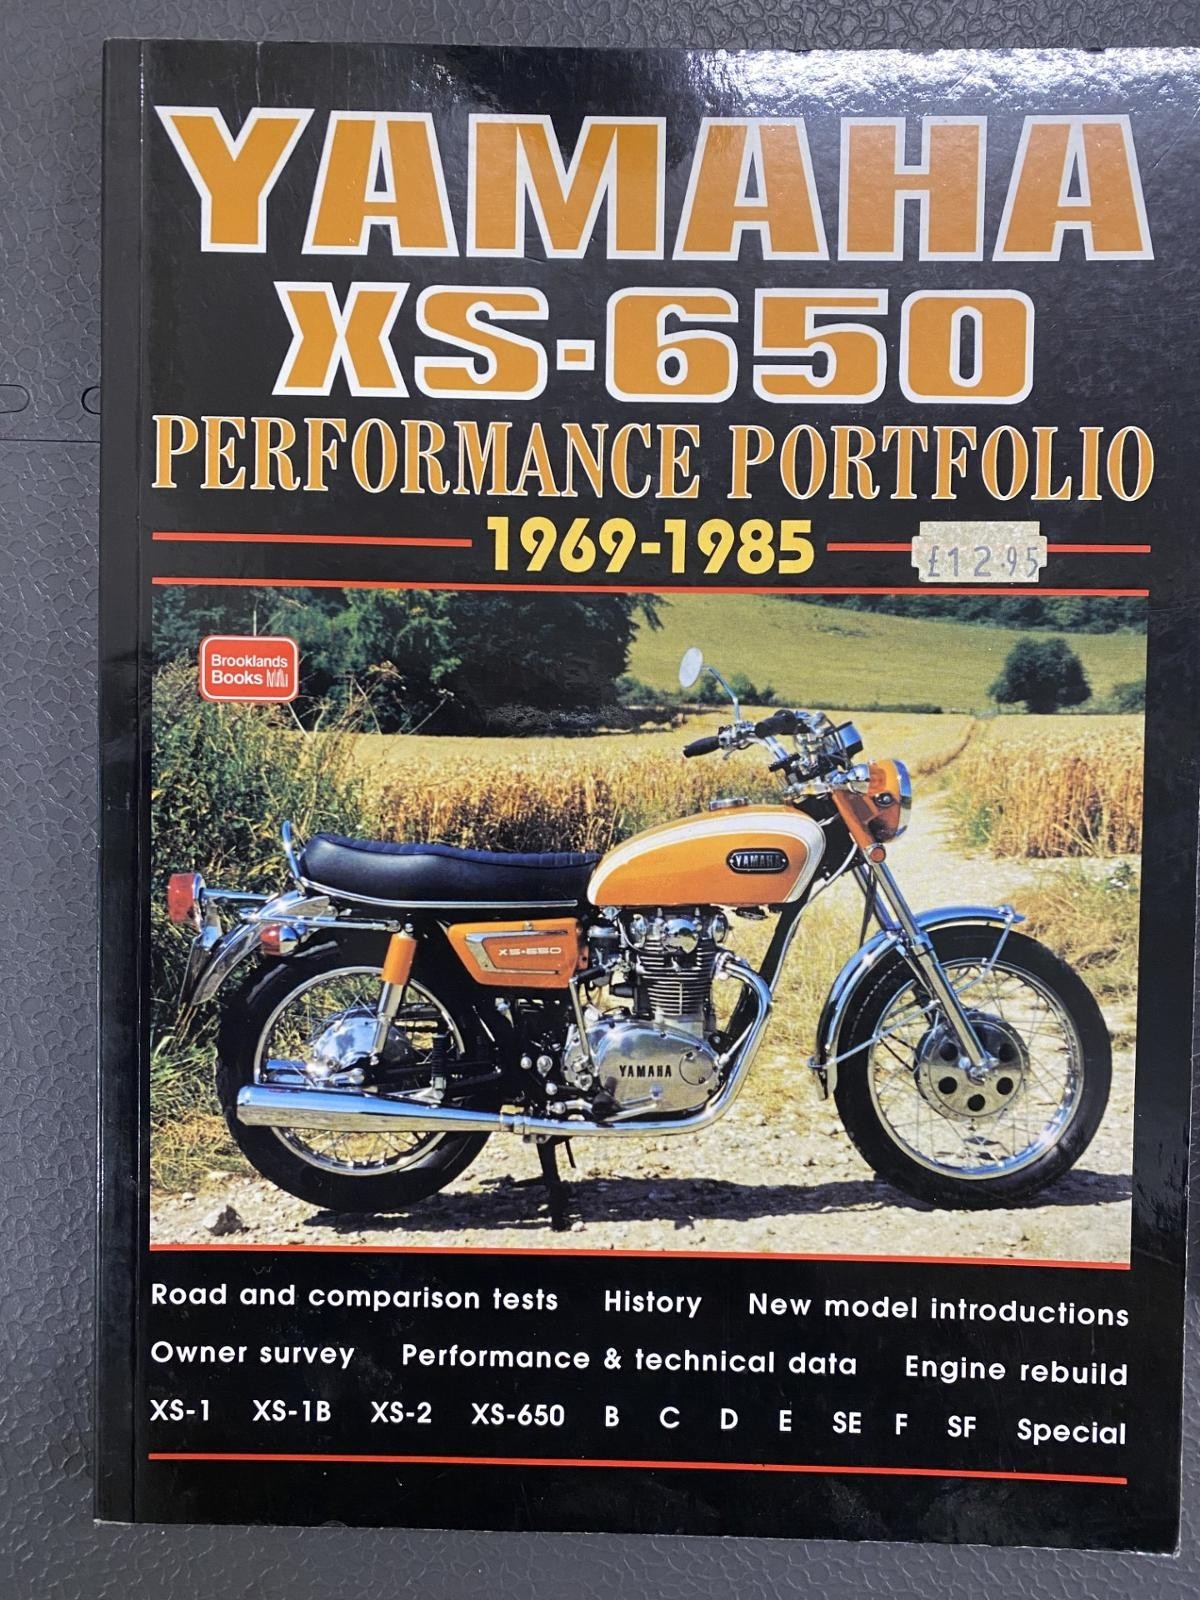 YAMAHA
XS-650
PERFORMANCE PORTFOLIO
1969-1985
£12.95
Brooklands
Books
YAMAHA
XS-650
YAMAHA
Road and comparison tests History New model introductions
Owner survey Performance & technical data Engine rebuild
XS-1 XS-1B XS-2 XS-650 B C D E SE F SF Special